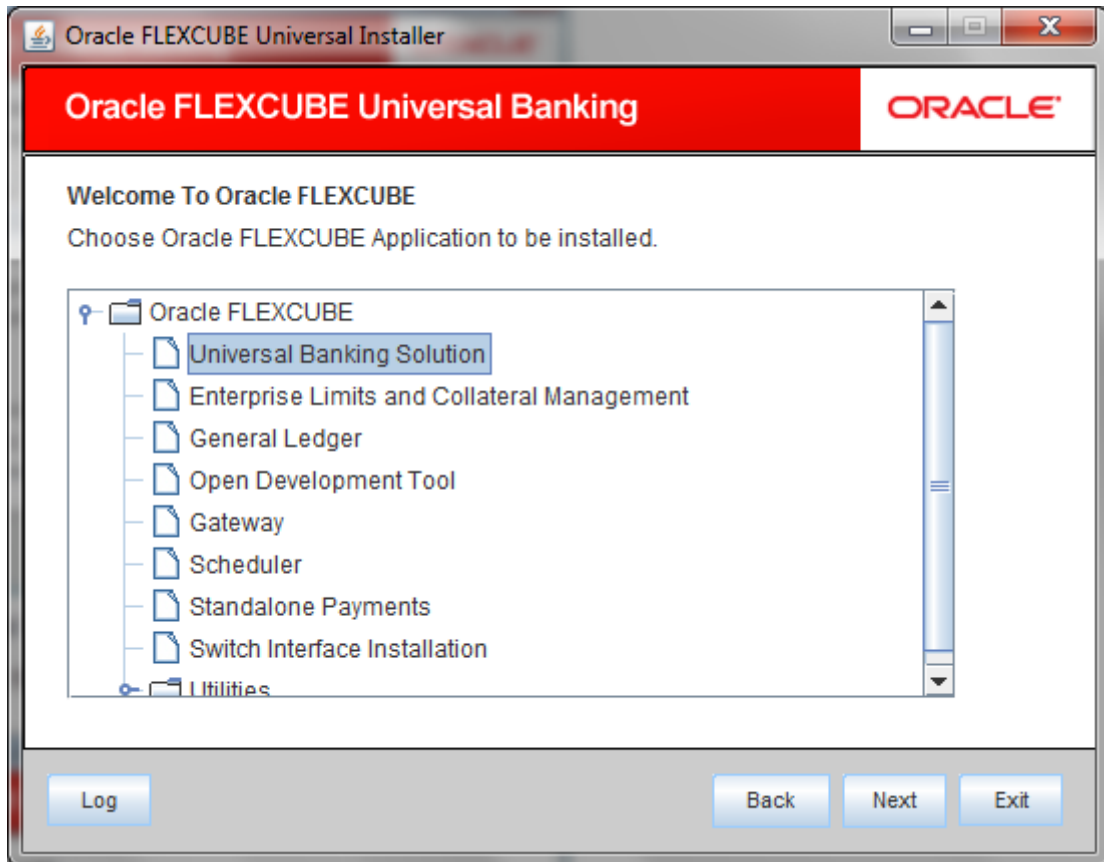 Oracle FLEXCUBE Universal Installer
Oracle FLEXCUBE Universal Banking
ORACLE
Welcome To Oracle FLEXCUBE
Choose Oracle FLEXCUBE Application to be installed.
Oracle FLEXCUBE
Universal Banking Solution
Enterprise Limits and Collateral Management
General Ledger
Open Development Tool
Gateway
Scheduler
Standalone Payments
Switch Interface Installation
Utilities
Log
Back
Next
Exit